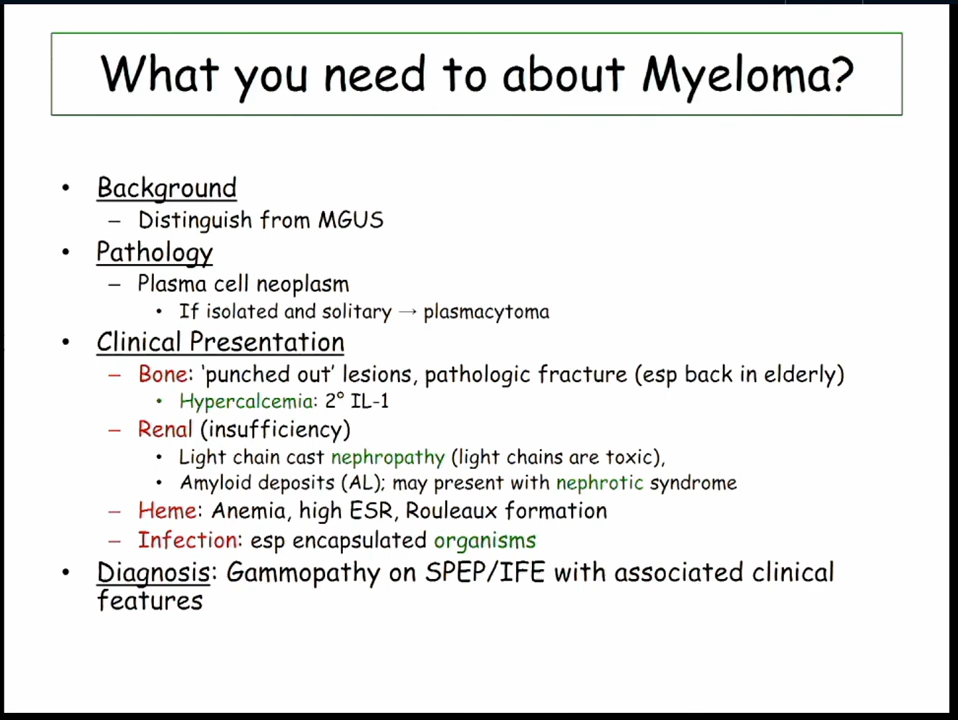 What you need to about Myeloma?
• Background
– Distinguish from MGUS
• Pathology
– Plasma cell neoplasm
• If isolated and solitary → plasmacytoma
• Clinical Presentation
– Bone: ‘punched out’ lesions, pathologic fracture (esp back in elderly)
• Hypercalcemia: 2° IL-1
– Renal (insufficiency)
• Light chain cast nephropathy (light chains are toxic),
• Amyloid deposits (AL); may present with nephrotic syndrome
– Heme: Anemia, high ESR, Rouleaux formation
– Infection: esp encapsulated organisms
• Diagnosis: Gammopathy on SPEP/IFE with associated clinical
features